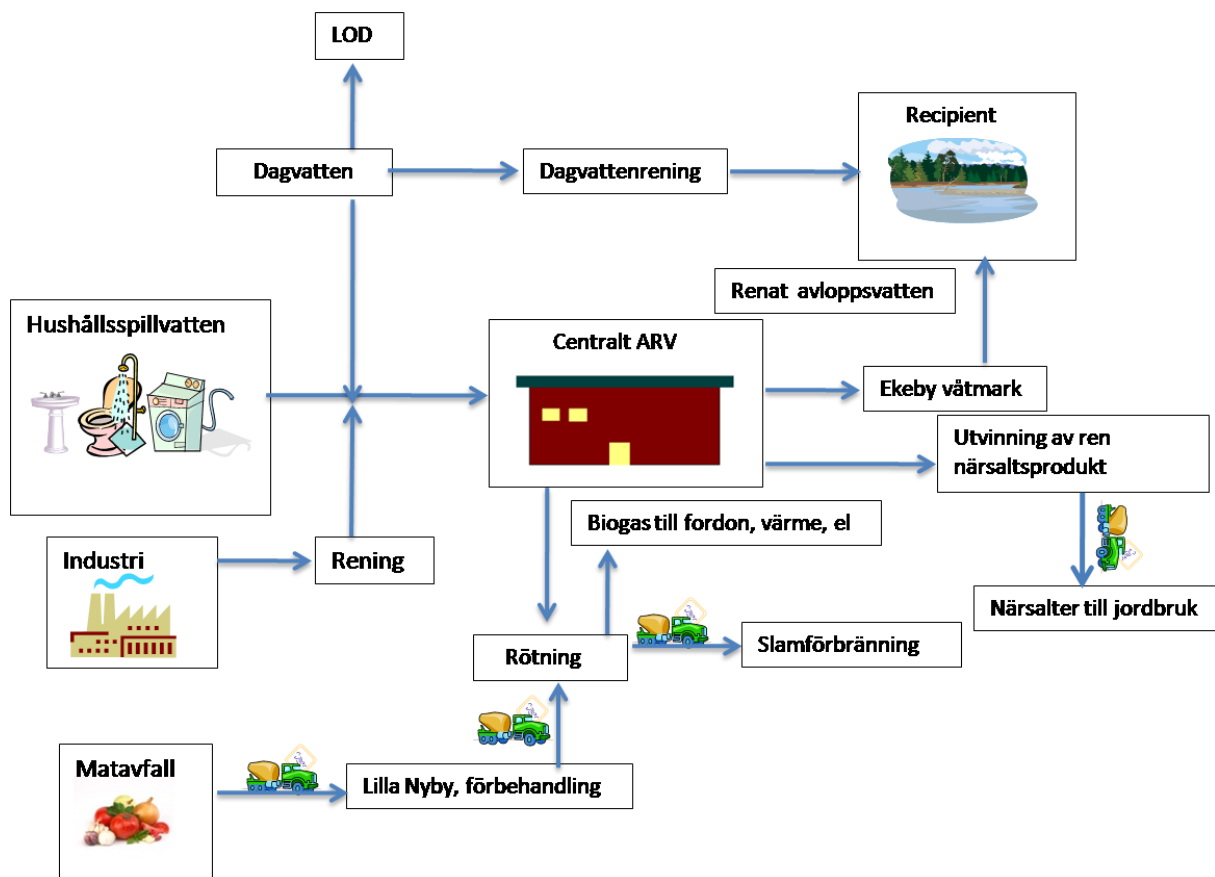 LOD
Recipient
Dagvatten
Dagvattenrening
Renat avloppsvatten
Hushållsspillvatten
Centralt ARV
Ekeby våtmark
Utvinning av ren
närsaltsprodukt
Biogas till fordon, värme, el
Industri
Rening
Närsalter till jordbruk
Rötning
Slamförbränning
Matavfall
Lilla Nyby, förbehandling